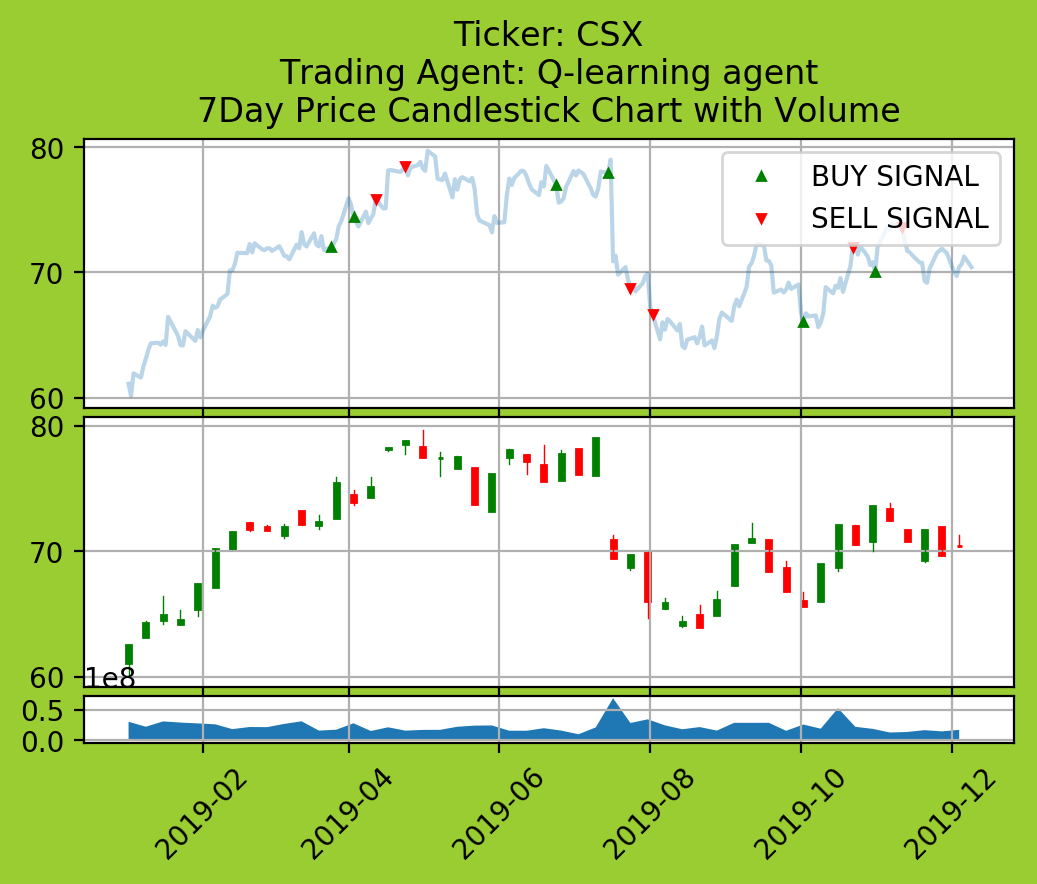 Ticker: CSX
Trading Agent: Q-learning agent
7Day Price Candlestick Chart with Volume
80
BUY SIGNAL
SELL SIGNAL
70
60
80
70
60
1e8
0.5
0.0
2019-02
2019-04
2019-06
2019-08
2019-10
2019-12